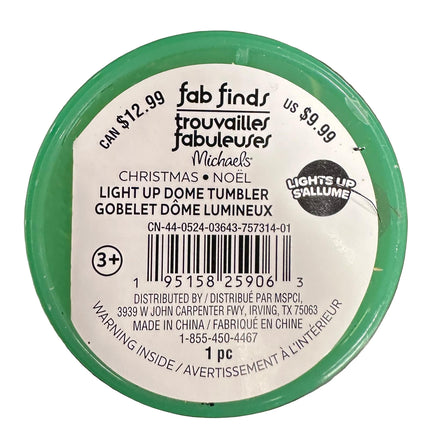 CAN $12.99
fab finds
US $9.99
trouvailles
fabuleuses
Michaels®
CHRISTMAS • NOËL
LIGHT UP DOME TUMBLER
GOBELET DÔME LUMINEUX
LIGHTS UP
S'ALLUME
CN-44-0524-03643-757314-01
3+
1 95158 25906 3
DISTRIBUTED BY / DISTRIBUÉ PAR MSPCI,
3939 W JOHN CARPENTER FWY, IRVING, TX 75063
MADE IN CHINA / FABRIQUÉ EN CHINE
1-855-450-4467
1 pc
WARNING INSIDE / AVERTISSEMENT À L'INTÉRIEUR